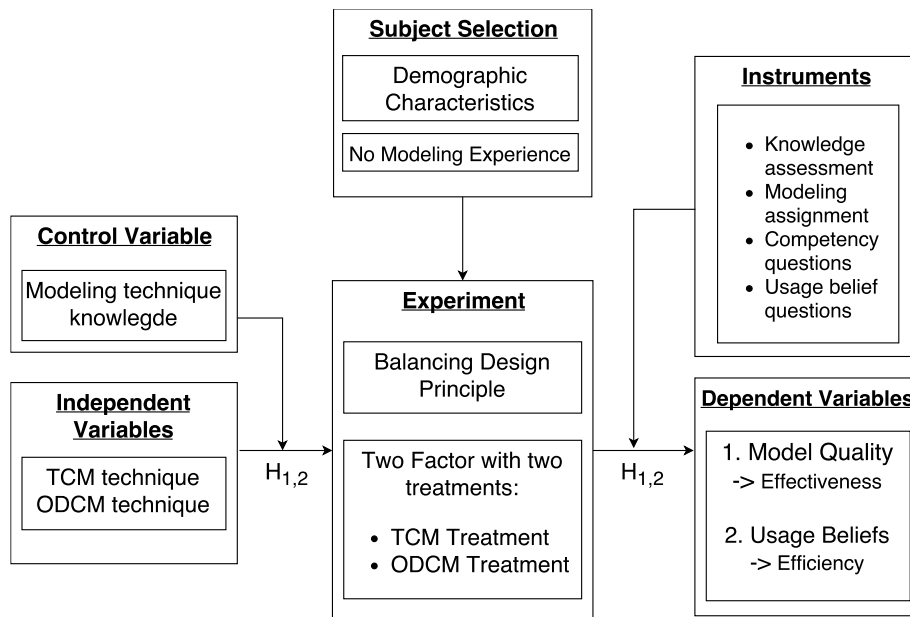 Subject Selection
Demographic
Characteristics
No Modeling Experience
Instruments
• Knowledge
assessment
• Modeling
assignment
• Competency
questions
• Usage belief
questions
Control Variable
Modeling technique
knowlegde
Independent
Variables
TCM technique
ODCM technique
H1,2
Experiment
Balancing Design
Principle
Two Factor with two
treatments:
• TCM Treatment
• ODCM Treatment
H1,2
Dependent Variables
1. Model Quality
-> Effectiveness
2. Usage Beliefs
-> Efficiency